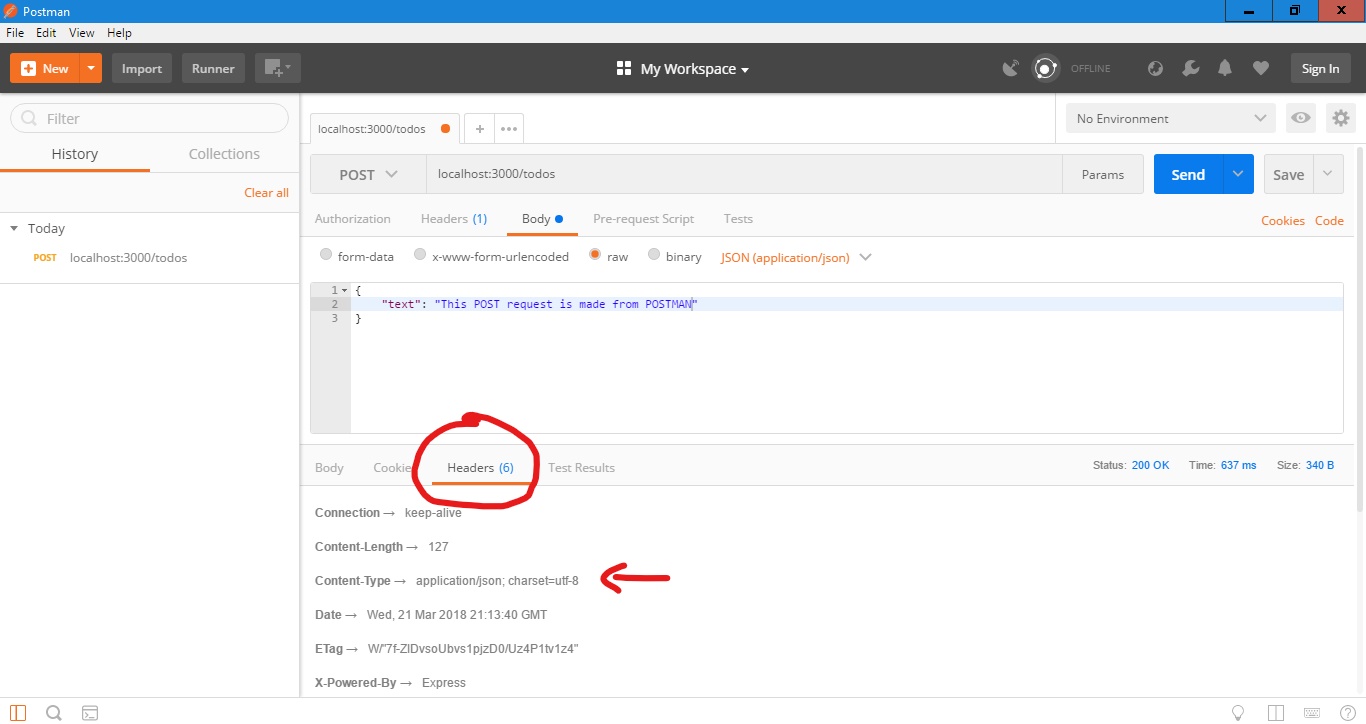 Postman
File Edit View Help
New Import Runner My Workspace OFFLINE Sign In
Filter
History Collections
Clear all
Today
POST localhost:3000/todos
localhost:3000/todos + ••• No Environment
POST localhost:3000/todos Params Send Save
Authorization Headers (1) Body Pre-request Script Tests Cookies Code
form-data x-www-form-urlencoded raw binary JSON (application/json)
1 {
2 "text": "This POST request is made from POSTMAN"
3 }
Body Cookie Headers (6) Test Results Status: 200 OK Time: 637 ms Size: 340 B
Connection → keep-alive
Content-Length → 127
Content-Type → application/json; charset=utf-8
Date → Wed, 21 Mar 2018 21:13:40 GMT
ETag → W/"7f-ZIDvsoUbvs1pjzD0/Uz4P1tv1z4"
X-Powered-By → Express